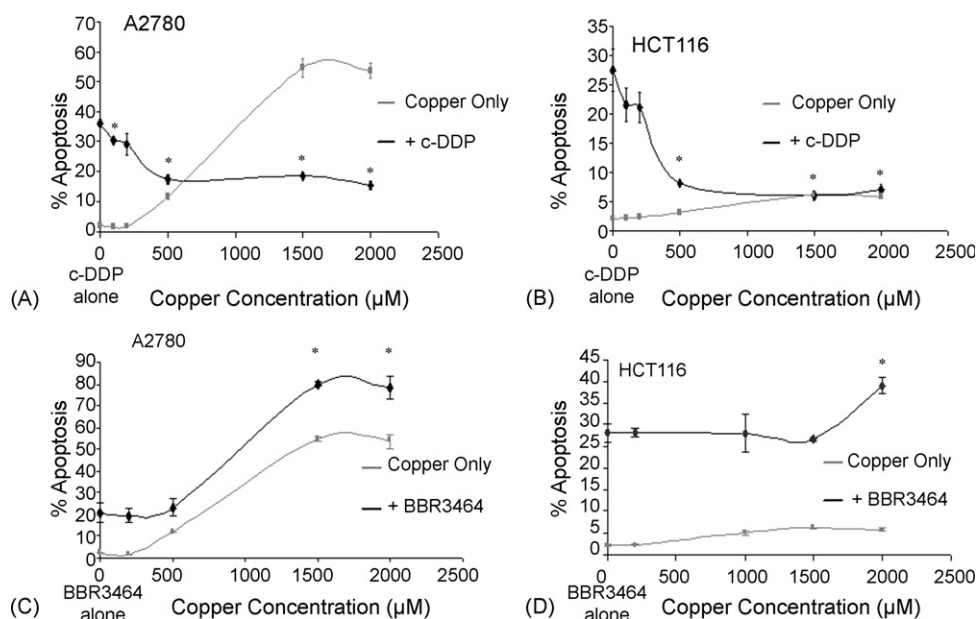 A2780
70
60
50
40
30
20
10
0
% Apoptosis
*
*
*
*
Copper Only
+ c-DDP
0 500 1000 1500 2000 2500
c-DDP
alone
Copper Concentration (µM)
(A)
HCT116
35
30
25
20
15
10
5
0
% Apoptosis
*
*
*
Copper Only
+ c-DDP
0 500 1000 1500 2000 2500
c-DDP
alone
Copper Concentration (µM)
(B)
A2780
90
80
70
60
50
40
30
20
10
0
% Apoptosis
*
*
Copper Only
+ BBR3464
0 500 1000 1500 2000 2500
BBR3464
alone
Copper Concentration (µM)
(C)
HCT116
45
40
35
30
25
20
15
10
5
0
% Apoptosis
*
Copper Only
+ BBR3464
0 500 1000 1500 2000 2500
BBR3464
alone
Copper Concentration (µM)
(D)